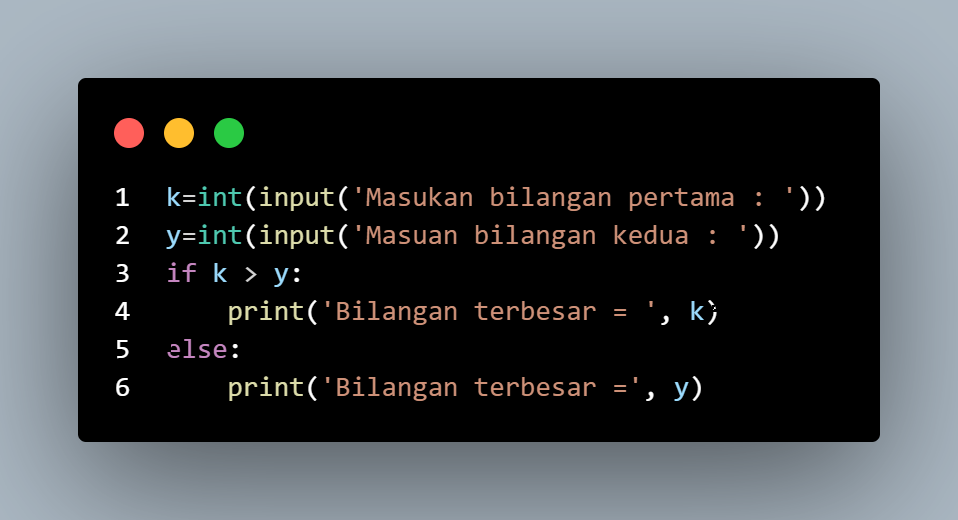 1 k=int(input('Masukan bilangan pertama : '))
2 y=int(input('Masuan bilangan kedua : '))
3 if k > y:
4     print('Bilangan terbesar = ', k)
5 else:
6     print('Bilangan terbesar =', y)